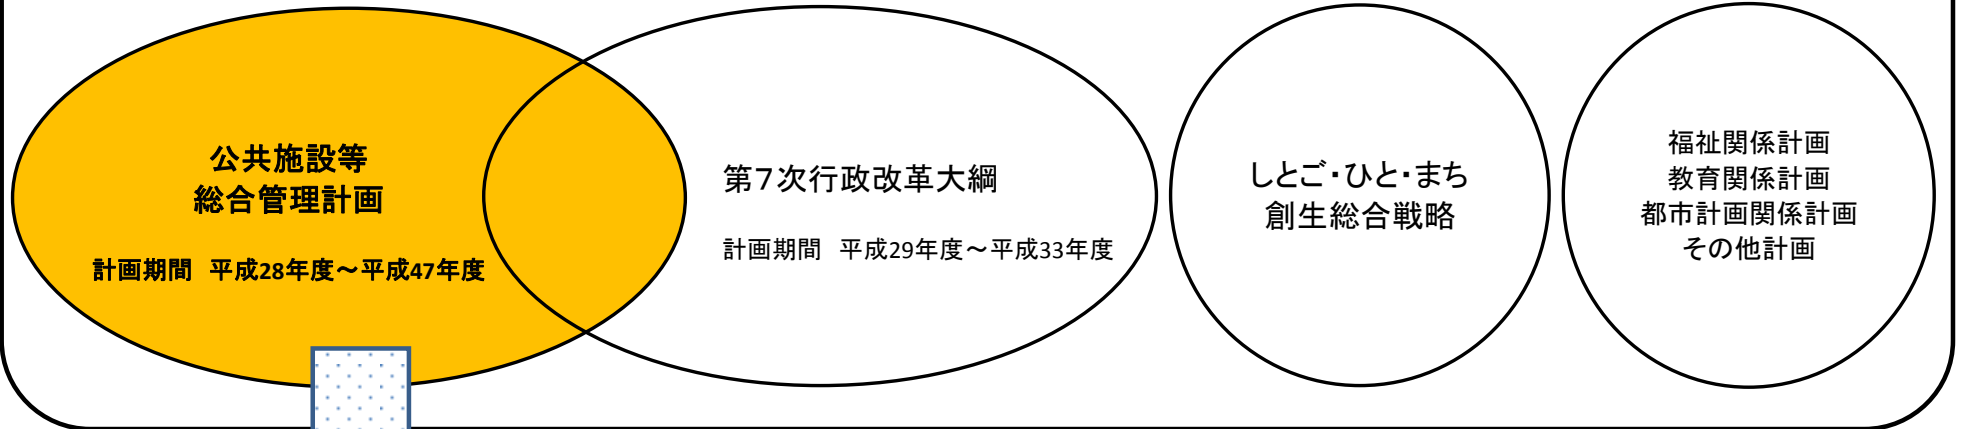 公共施設等
総合管理計画
計画期間　平成28年度～平成47年度
第７次行政改革大綱
計画期間　平成29年度～平成33年度
しとご・ひと・まち
創生総合戦略
福祉関係計画
教育関係計画
都市計画関係計画
その他計画